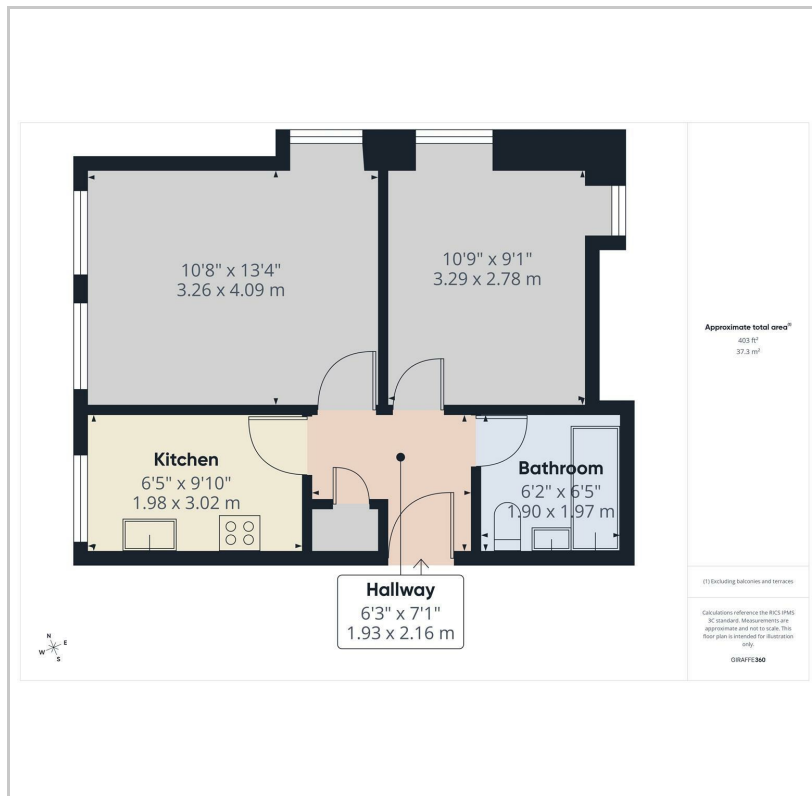 10'8" x 13'4"
3.26 x 4.09 m
10'9" x 9'1"
3.29 x 2.78 m
Kitchen
6'5" x 9'10"
1.98 x 3.02 m
Bathroom
6'2" x 6'5"
1.90 x 1.97 m
Hallway
6'3" x 7'1"
1.93 x 2.16 m
N
E
W
S
Approximate total area⁽¹⁾
403 ft²
37.3 m²
(1) Excluding balconies and terraces
Calculations reference the RICS IPMS
3C standard. Measurements are
approximate and not to scale. This
floor plan is intended for illustration
only.
GIRAFFE360